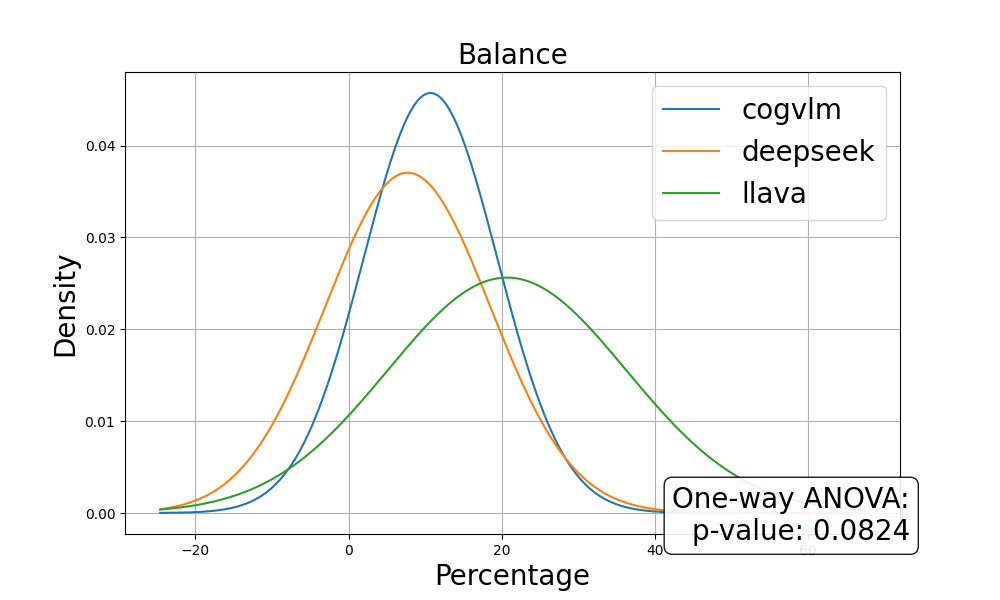 Balance
cogvlm
deepseek
llava
Density
0.04
0.03
0.02
0.01
0.00
One-way ANOVA:
p-value: 0.0824
−20
0
20
40
60
Percentage